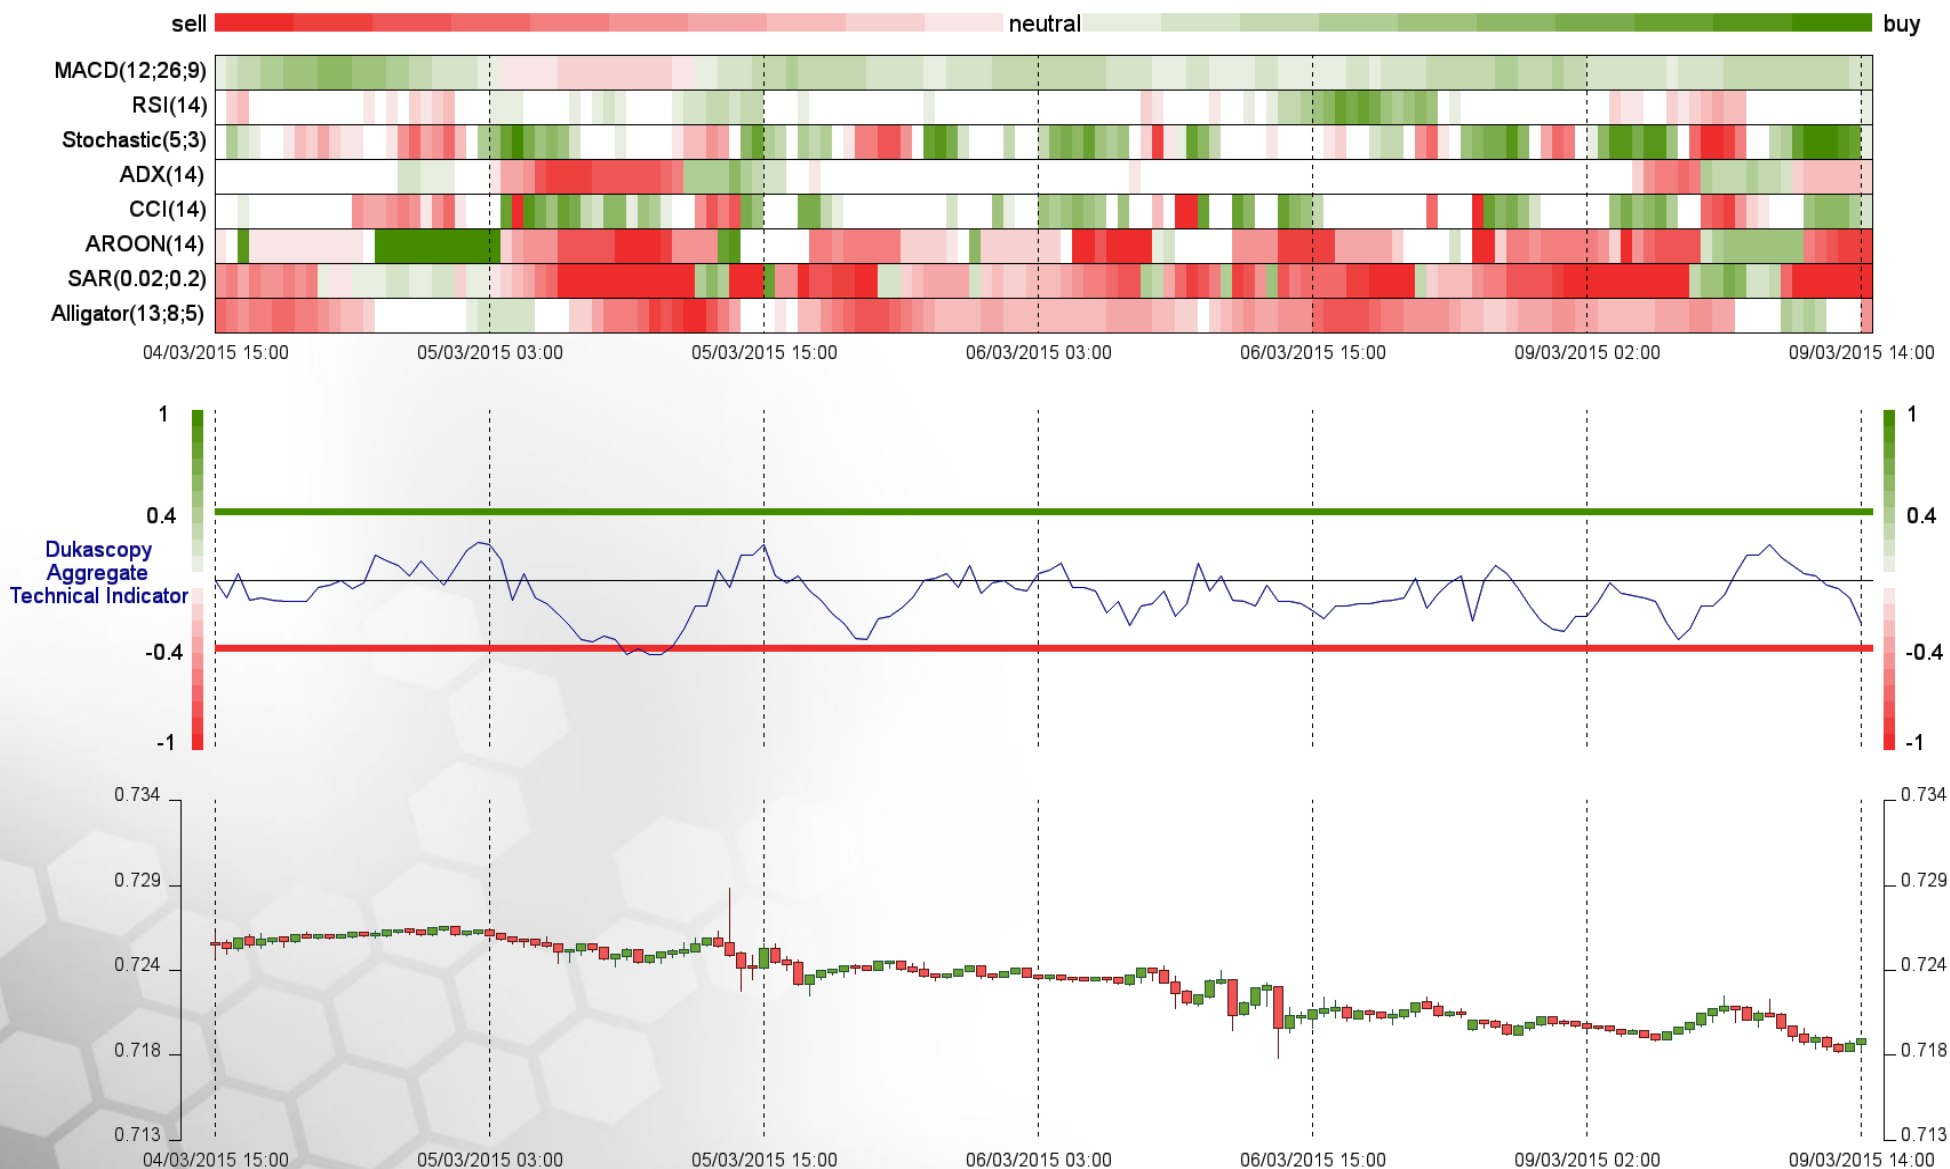 sell neutral buy
MACD(12;26;9)
RSI(14)
Stochastic(5;3)
ADX(14)
CCI(14)
AROON(14)
SAR(0.02;0.2)
Alligator(13;8;5)
04/03/2015 15:00 05/03/2015 03:00 05/03/2015 15:00 06/03/2015 03:00 06/03/2015 15:00 09/03/2015 02:00 09/03/2015 14:00
1 1
0.4 0.4
Dukascopy
Aggregate
Technical Indicator
-0.4 -0.4
-1 -1
0.734 0.734
0.729 0.729
0.724 0.724
0.718 0.718
0.713 0.713
04/03/2015 15:00 05/03/2015 03:00 05/03/2015 15:00 06/03/2015 03:00 06/03/2015 15:00 09/03/2015 02:00 09/03/2015 14:00